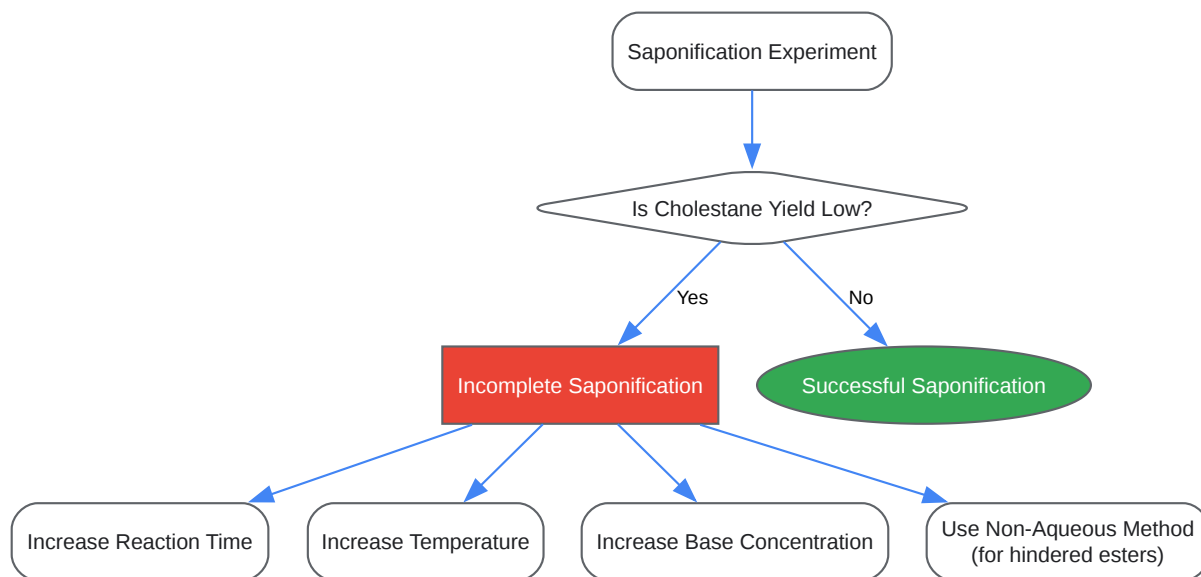 Saponification Experiment
Is Cholestane Yield Low?
Yes
No
Incomplete Saponification
Successful Saponification
Increase Reaction Time
Increase Temperature
Increase Base Concentration
Use Non-Aqueous Method
(for hindered esters)